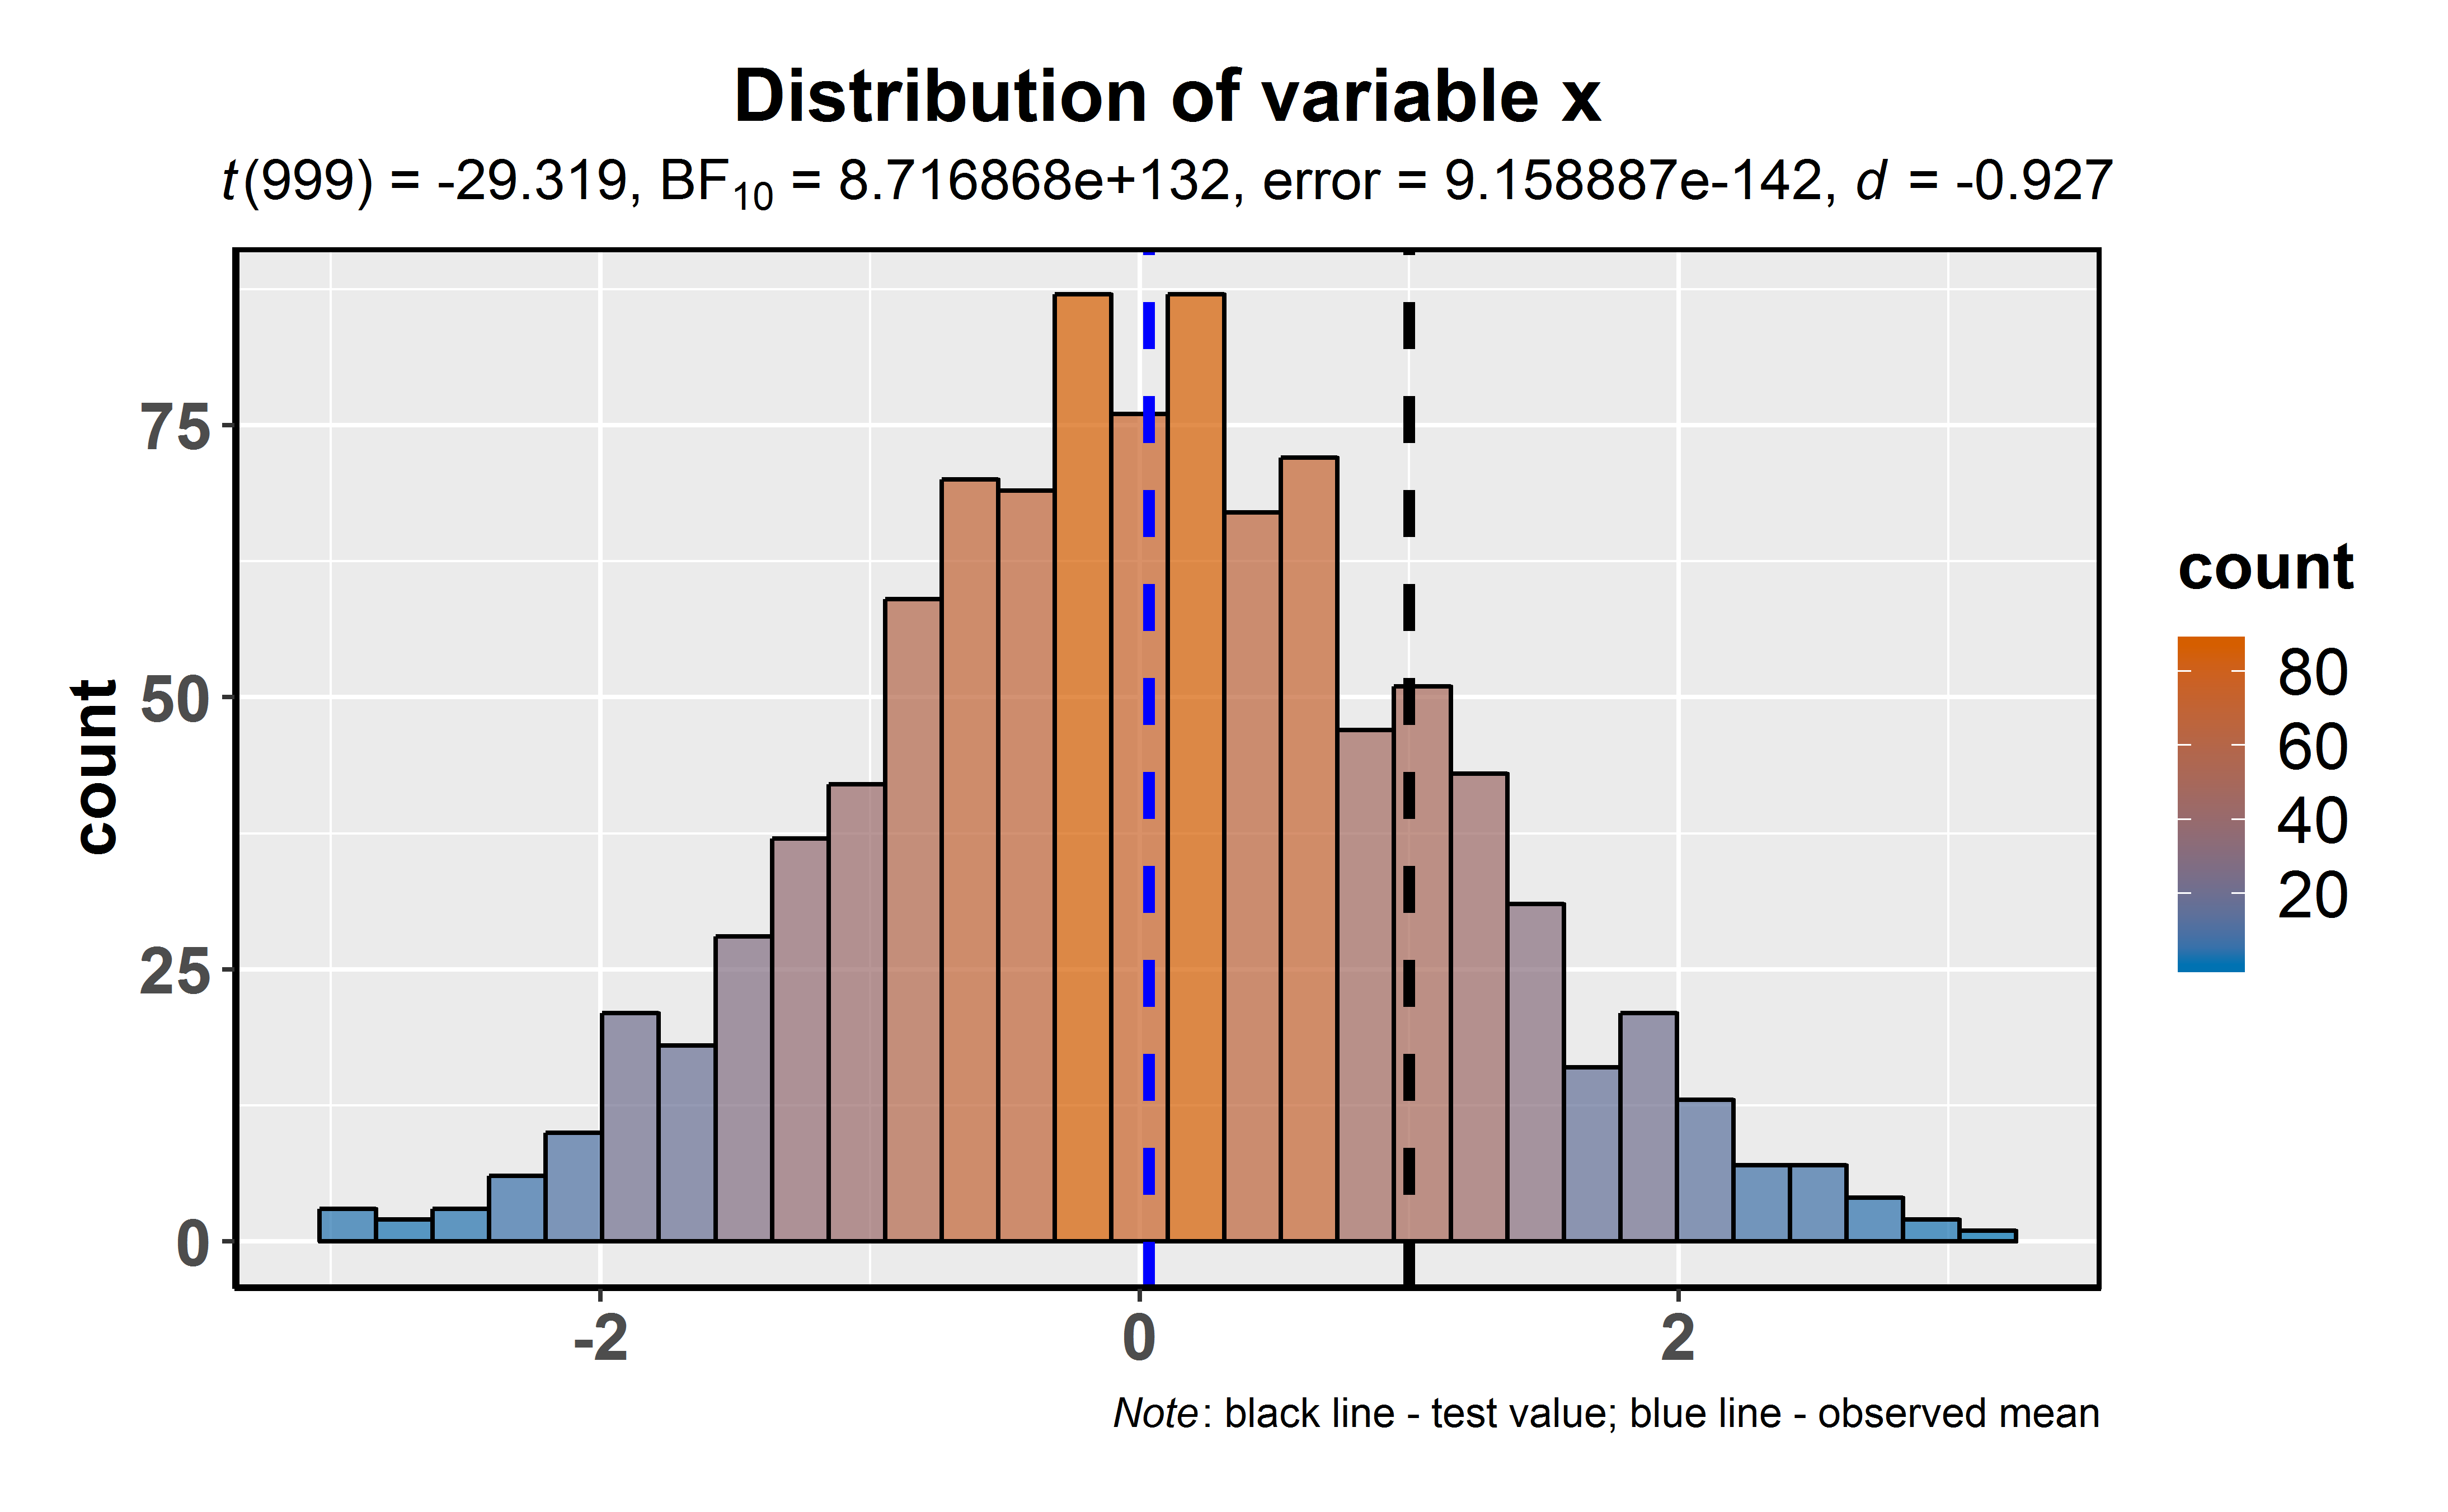 Distribution of variable x
t(999) = -29.319, BF₁₀ = 8.716868e+132, error = 9.158887e-142, d = -0.927
count
75
50
25
0
-2 0 2
count
80
60
40
20
Note: black line - test value; blue line - observed mean